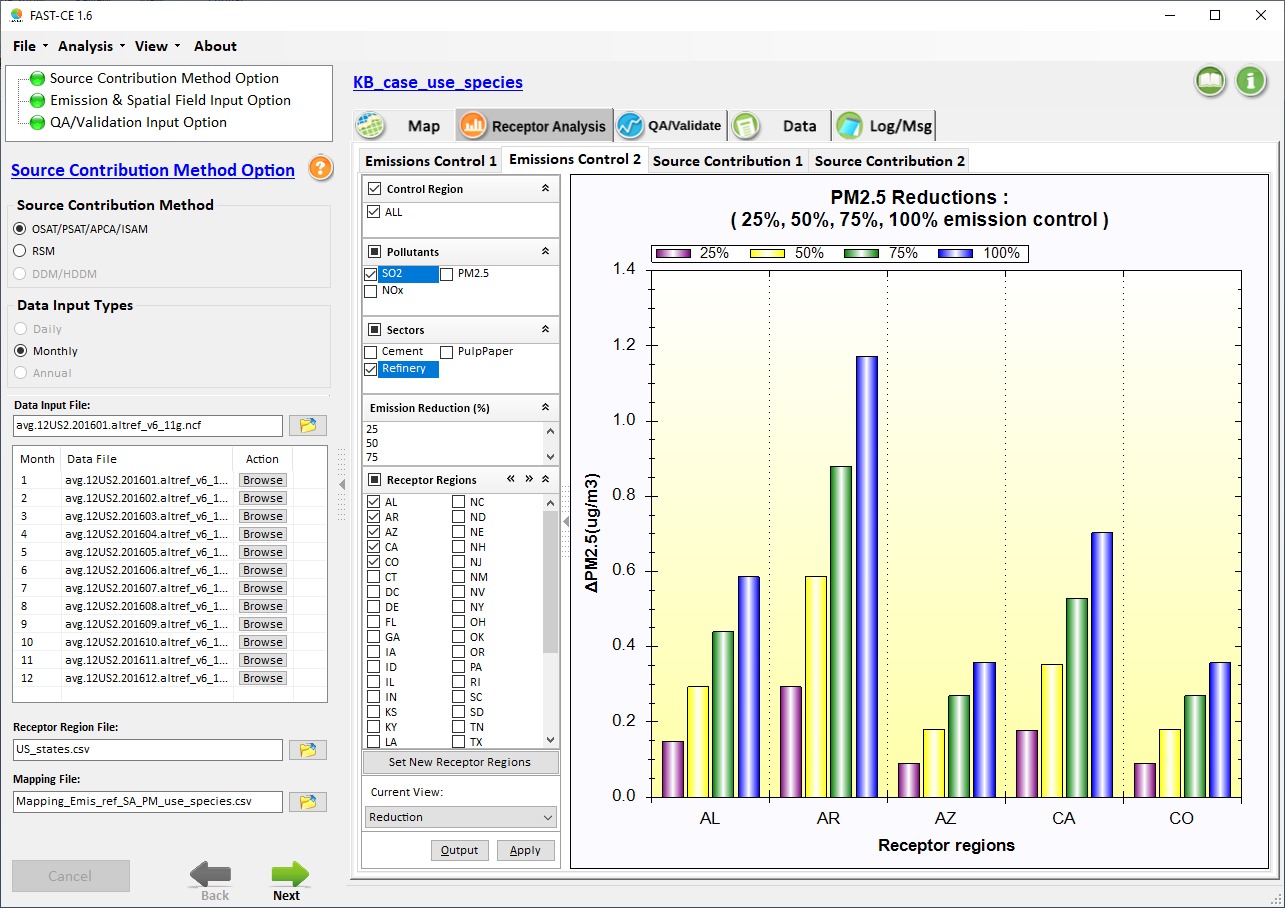 FAST-CE 1.6
File Analysis View About
Source Contribution Method Option
Emission & Spatial Field Input Option
QA/Validation Input Option
Source Contribution Method Option
Source Contribution Method
OSAT/PSAT/APCA/ISAM
RSM
DDM/HDDM
Data Input Types
Daily
Monthly
Annual
Data Input File:
avg.12US2.201601.altref_v6_11g.ncf
Month Data File Action
1 avg.12US2.201601.altref_v6_1... Browse
2 avg.12US2.201602.altref_v6_1... Browse
3 avg.12US2.201603.altref_v6_1... Browse
4 avg.12US2.201604.altref_v6_1... Browse
5 avg.12US2.201605.altref_v6_1... Browse
6 avg.12US2.201606.altref_v6_1... Browse
7 avg.12US2.201607.altref_v6_1... Browse
8 avg.12US2.201608.altref_v6_1... Browse
9 avg.12US2.201609.altref_v6_1... Browse
10 avg.12US2.201610.altref_v6_1... Browse
11 avg.12US2.201611.altref_v6_1... Browse
12 avg.12US2.201612.altref_v6_1... Browse
Receptor Region File:
US_states.csv
Mapping File:
Mapping_Emis_ref_SA_PM_use_species.csv
Cancel
Back
Next
KB_case_use_species
Map Receptor Analysis QA/Validate Data Log/Msg
Emissions Control 1 Emissions Control 2 Source Contribution 1 Source Contribution 2
Control Region
ALL
Pollutants
SO2 PM2.5
NOx
Sectors
Cement PulpPaper
Refinery
Emission Reduction (%)
25
50
75
Receptor Regions « »
AL NC
AR ND
AZ NE
CA NH
CO NJ
CT NM
DC NV
DE NY
FL OH
GA OK
IA OR
ID PA
IL RI
IN SC
KS SD
KY TN
LA TX
Set New Receptor Regions
Current View:
Reduction
Output Apply
PM2.5 Reductions :
( 25%, 50%, 75%, 100% emission control )
25% 50% 75% 100%
ΔPM2.5(ug/m3)
1.4
1.2
1.0
0.8
0.6
0.4
0.2
0.0
AL AR AZ CA CO
Receptor regions